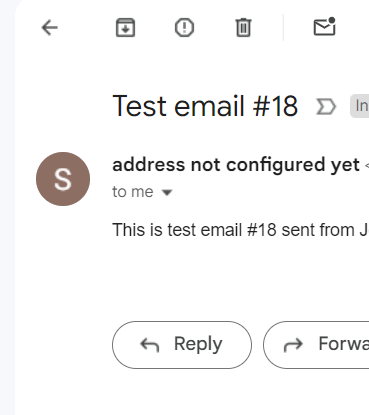 Test email #18
In
S
address not configured yet <
to me
This is test email #18 sent from J
Reply
Forwa